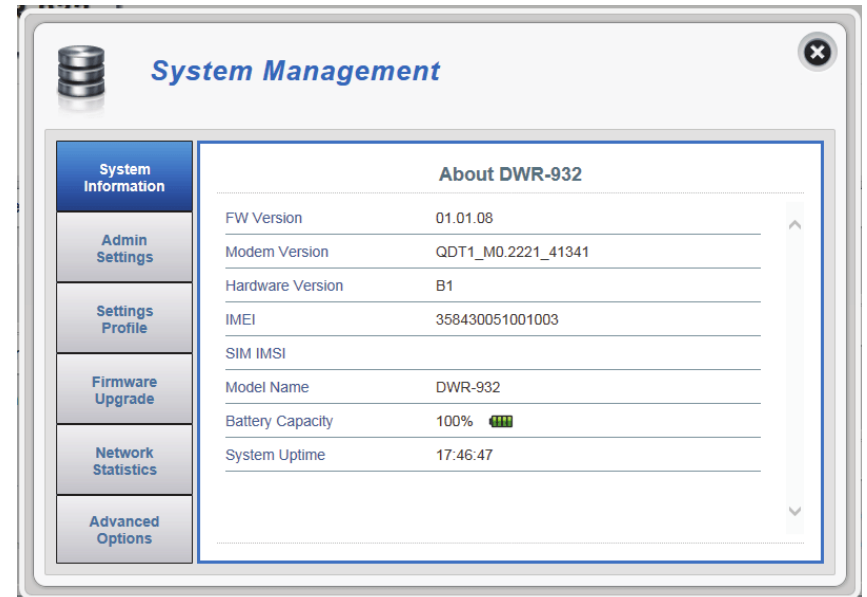 System Management
System
Information
Admin
Settings
Settings
Profile
Firmware
Upgrade
Network
Statistics
Advanced
Options
About DWR-932
FW Version 01.01.08
Modem Version QDT1_M0.2221_41341
Hardware Version B1
IMEI 358430051001003
SIM IMSI
Model Name DWR-932
Battery Capacity 100%
System Uptime 17:46:47